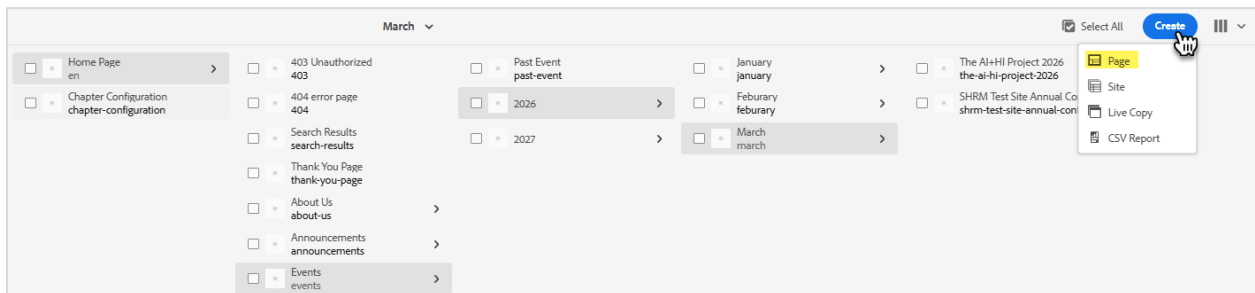 March
Select All
Create
Home Page
en
Chapter Configuration
chapter-configuration
403 Unauthorized
403
404 error page
404
Search Results
search-results
Thank You Page
thank-you-page
About Us
about-us
Announcements
announcements
Events
events
Past Event
past-event
2026
2027
January
january
Feburary
feburary
March
march
The AI+HI Project 2026
the-ai-hi-project-2026
SHRM Test Site Annual Co
shrm-test-site-annual-con
Page
Site
Live Copy
CSV Report